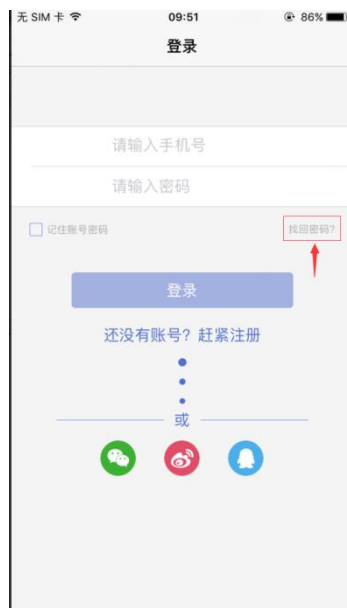 无 SIM 卡 09:51 86%
登录
请输入手机号
请输入密码
记住账号密码 找回密码?
登录
还没有账号? 赶紧注册
或